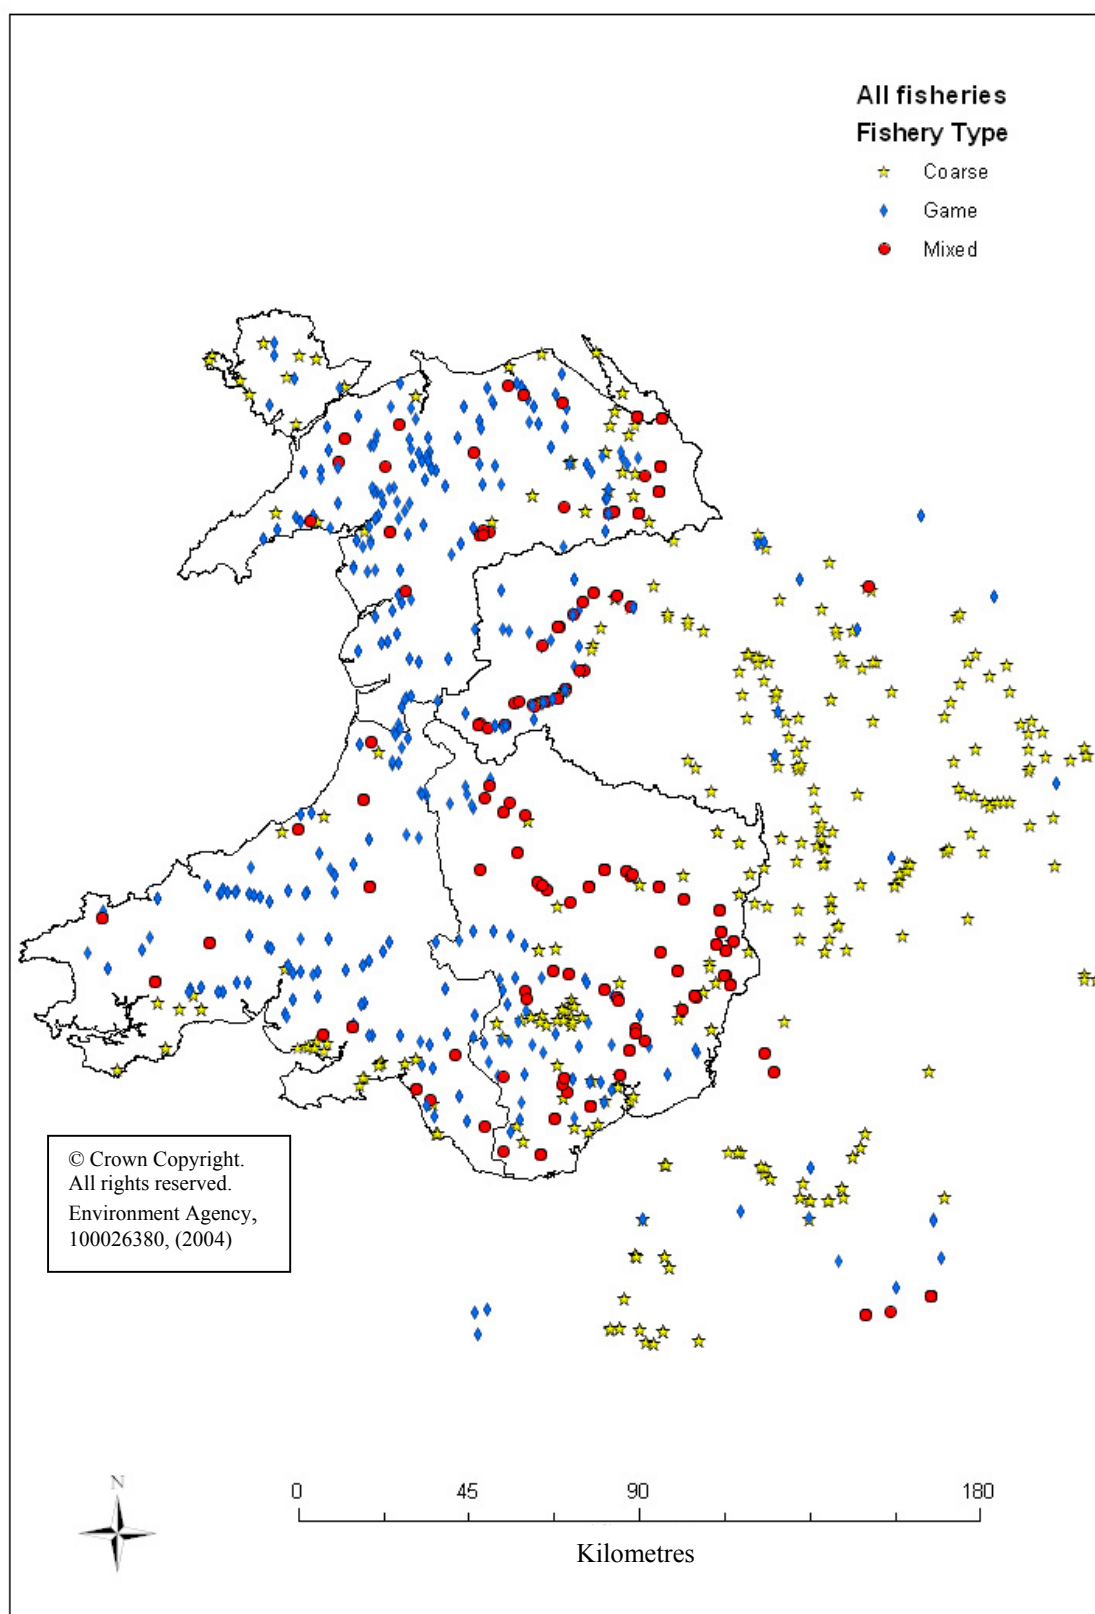 All fisheries
Fishery Type
Coarse
Game
Mixed
© Crown Copyright.
All rights reserved.
Environment Agency,
100026380, (2004)
N
0 45 90 180
Kilometres